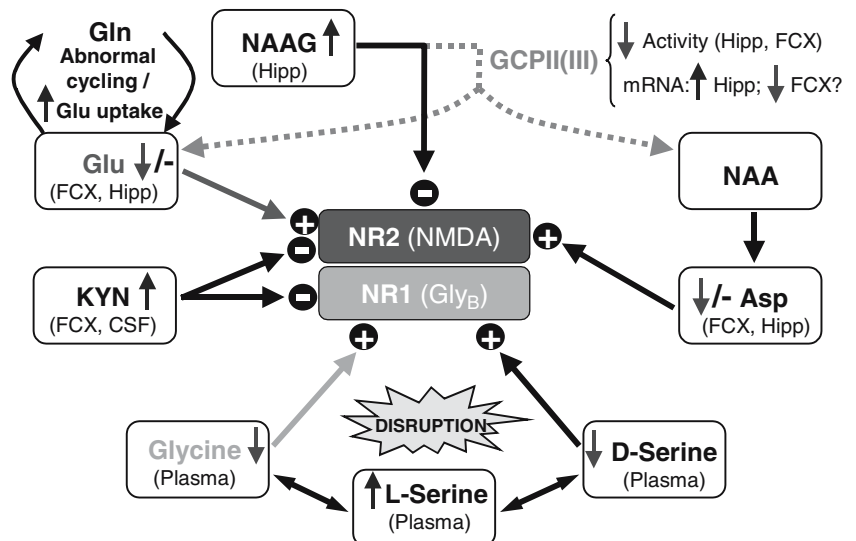 Gln
Abnormal
cycling /
Glu uptake
NAAG
(Hipp)
GCPII(III)
Activity (Hipp, FCX)
mRNA: Hipp; FCX?
Glu /-
(FCX, Hipp)
NAA
NR2 (NMDA)
NR1 (GlyB)
KYN
(FCX, CSF)
/- Asp
(FCX, Hipp)
DISRUPTION
Glycine
(Plasma)
L-Serine
(Plasma)
D-Serine
(Plasma)